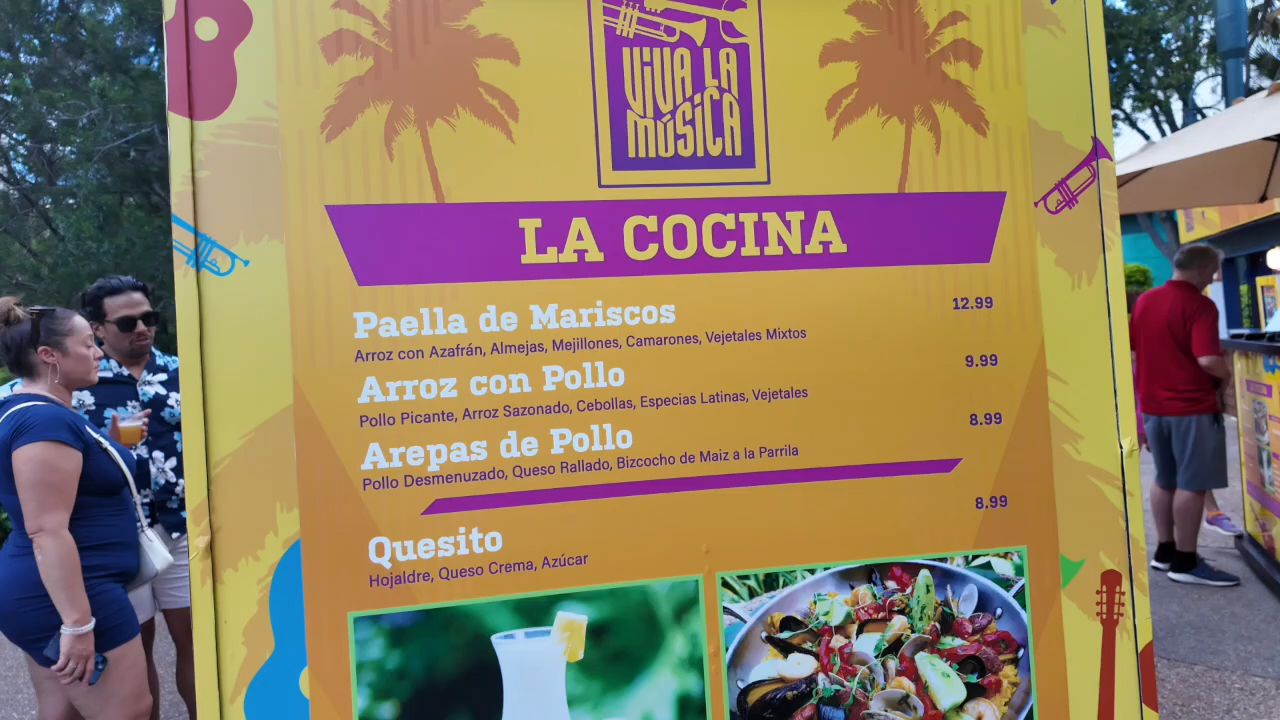 VIVA LA
MÚSICA
LA COCINA
Paella de Mariscos 12.99
Arroz con Azafrán, Almejas, Mejillones, Camarones, Vejetales Mixtos
Arroz con Pollo 9.99
Pollo Picante, Arroz Sazonado, Cebollas, Especias Latinas, Vejetales
Arepas de Pollo 8.99
Pollo Desmenuzado, Queso Rallado, Bizcocho de Maiz a la Parrila
Quesito 8.99
Hojaldre, Queso Crema, Azúcar